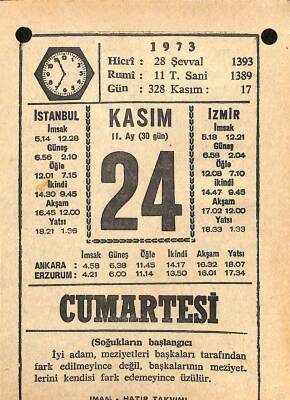 1973
Hicrî : 28 Şevval 1393
Rumî : 11 T. Sani 1389
Gün : 328 Kasım : 17
İSTANBUL
İmsak
5.14 12.28
Güneş
6.56 2.10
Öğle
12.01 7.15
İkindi
14.30 9.45
Akşam
16.45 12.00
Yatsı
18.21 1.36
KASIM
11. Ay (30 gün)
24
İZMİR
İmsak
5.18 12.21
Güneş
6.58 2.04
Öğle
12.08 7.10
İkindi
14.47 9.45
Akşam
17.02 12.00
Yatsı
18.33 1.33
İmsak Güneş Öğle İkindi Akşam Yatsı
ANKARA : 4.58 6.38 11.45 14.17 16.32 18.07
ERZURUM : 4.21 6.00 11.14 13.50 16.01 17.34
CUMARTESİ
(Soğukların başlangıcı
İyi adam, meziyetleri başkaları tarafından
fark edilmeyince değil, başkalarının meziyet.
lerini kendisi fark edemeyince üzülür.